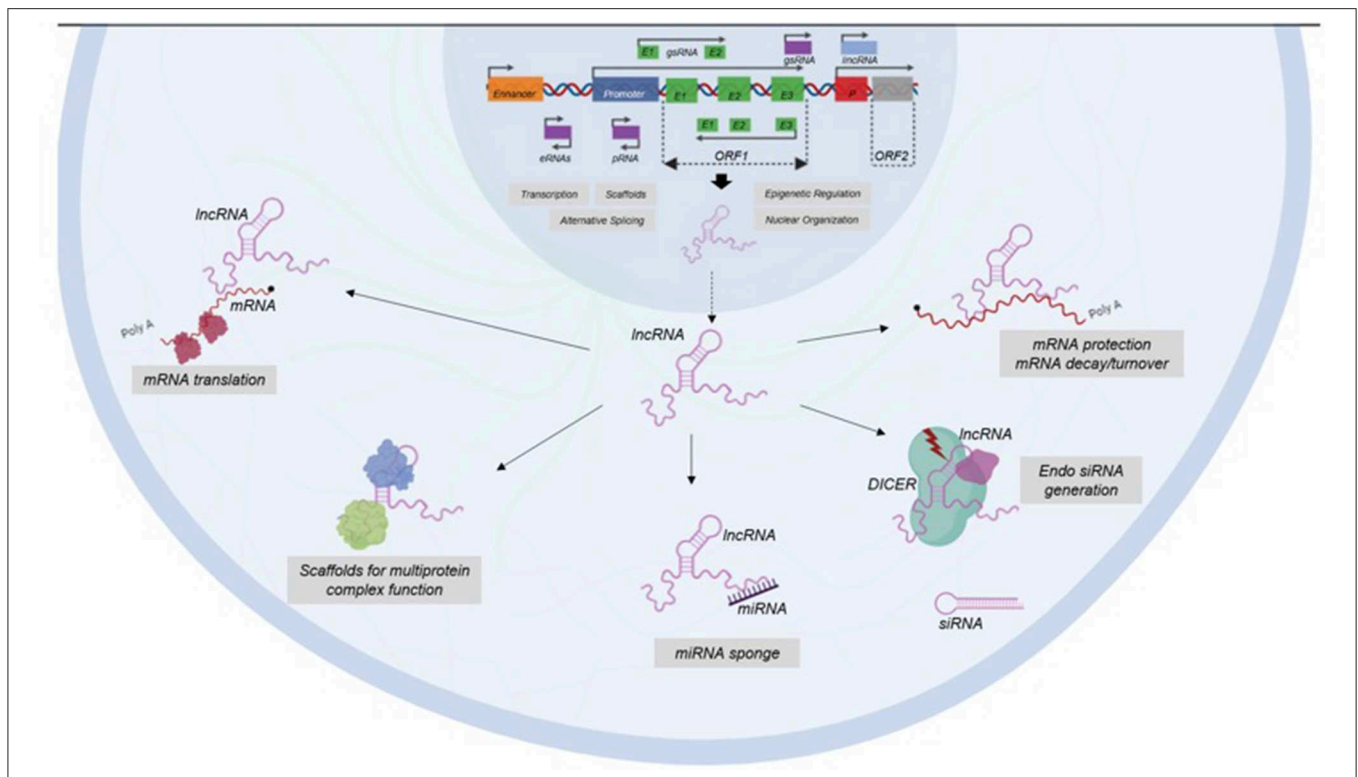 E1 gsRNA E2
gsRNA
lincRNA
Ennancer
Promoter
E1
E2
E3
P
E1
E2
E3
eRNAs
pRNA
ORF1
ORF2
Transcription
Scaffolds
Alternative Splicing
Epigenetic Regulation
Nuclear Organization
lncRNA
mRNA
Poly A
mRNA translation
lncRNA
Poly A
mRNA protection
mRNA decay/turnover
lncRNA
DICER
Endo siRNA
generation
siRNA
Scaffolds for multiprotein
complex function
lncRNA
miRNA
miRNA sponge